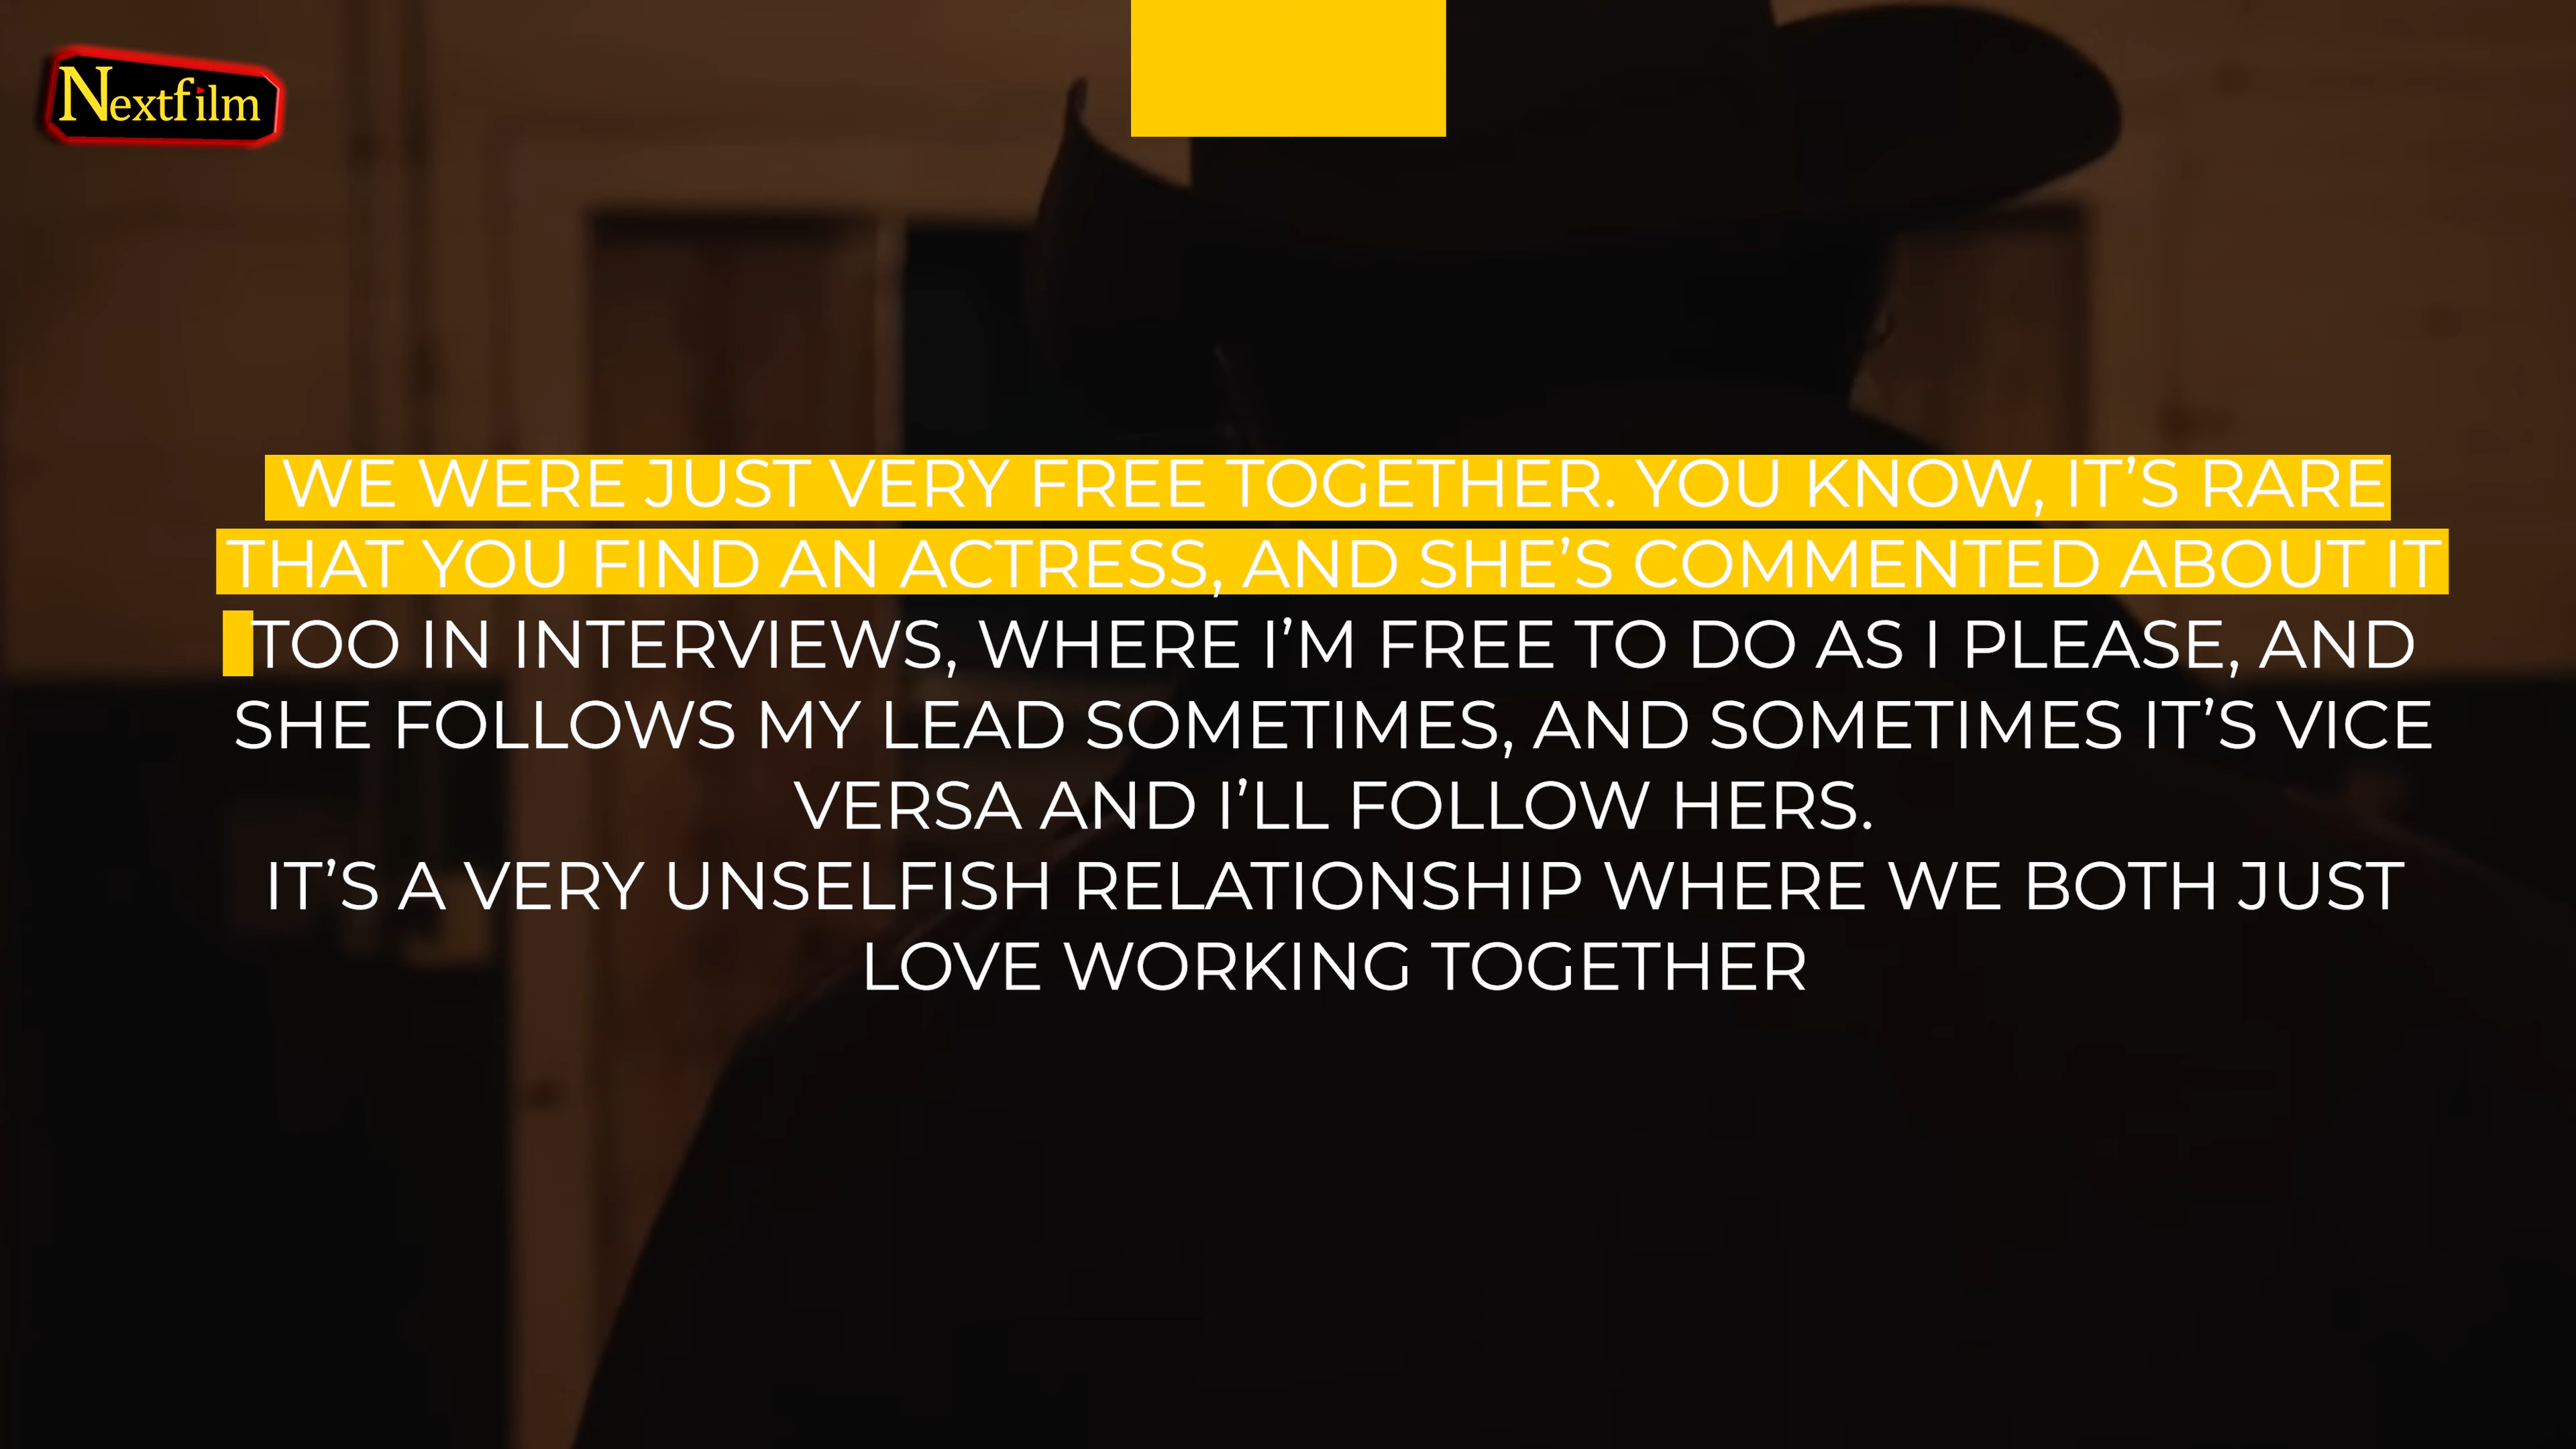 Nextfilm
WE WERE JUST VERY FREE TOGETHER. YOU KNOW, IT’S RARE
THAT YOU FIND AN ACTRESS, AND SHE’S COMMENTED ABOUT IT
TOO IN INTERVIEWS, WHERE I’M FREE TO DO AS I PLEASE, AND
SHE FOLLOWS MY LEAD SOMETIMES, AND SOMETIMES IT’S VICE
VERSA AND I’LL FOLLOW HERS.
IT’S A VERY UNSELFISH RELATIONSHIP WHERE WE BOTH JUST
LOVE WORKING TOGETHER